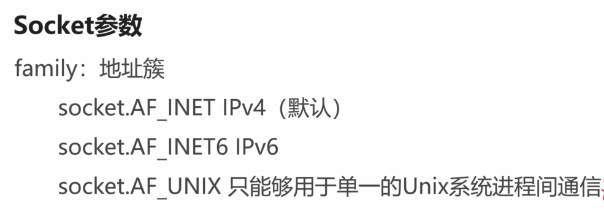 Socket参数
family：地址簇
socket.AF_INET IPv4（默认）
socket.AF_INET6 IPv6
socket.AF_UNIX 只能够用于单一的Unix系统进程间通信